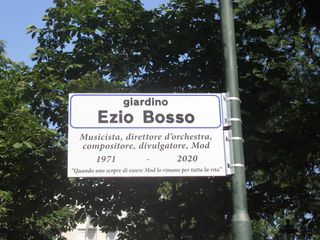 giardino
Ezio Bosso
Musicista, direttore d'orchestra,
compositore, divulgatore, Mod
1971 - 2020
"Quando uno scopre di essere Mod lo rimane per tutta la vita"